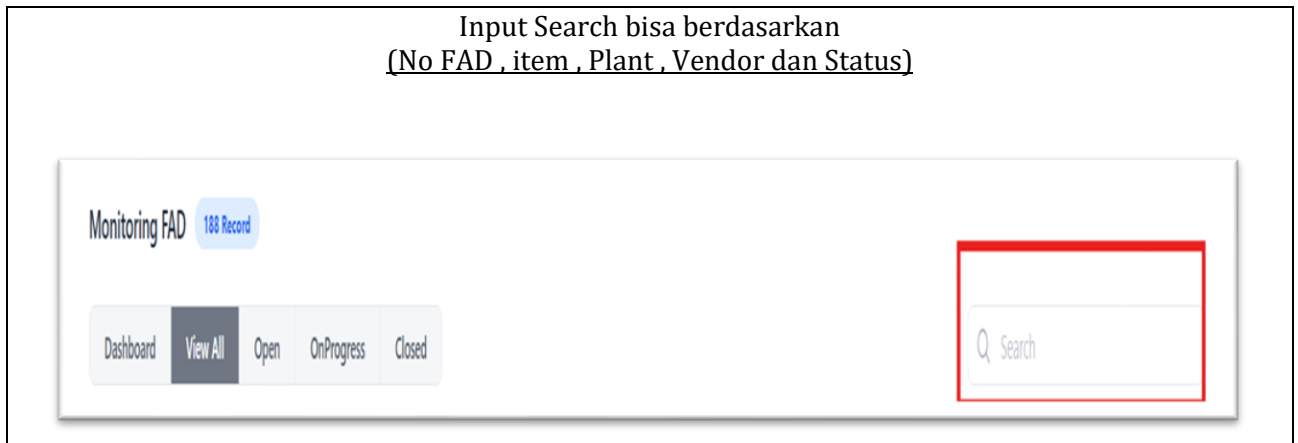 Input Search bisa berdasarkan
(No FAD , item , Plant , Vendor dan Status)
Monitoring FAD 188 Record
Dashboard View All Open OnProgress Closed Search